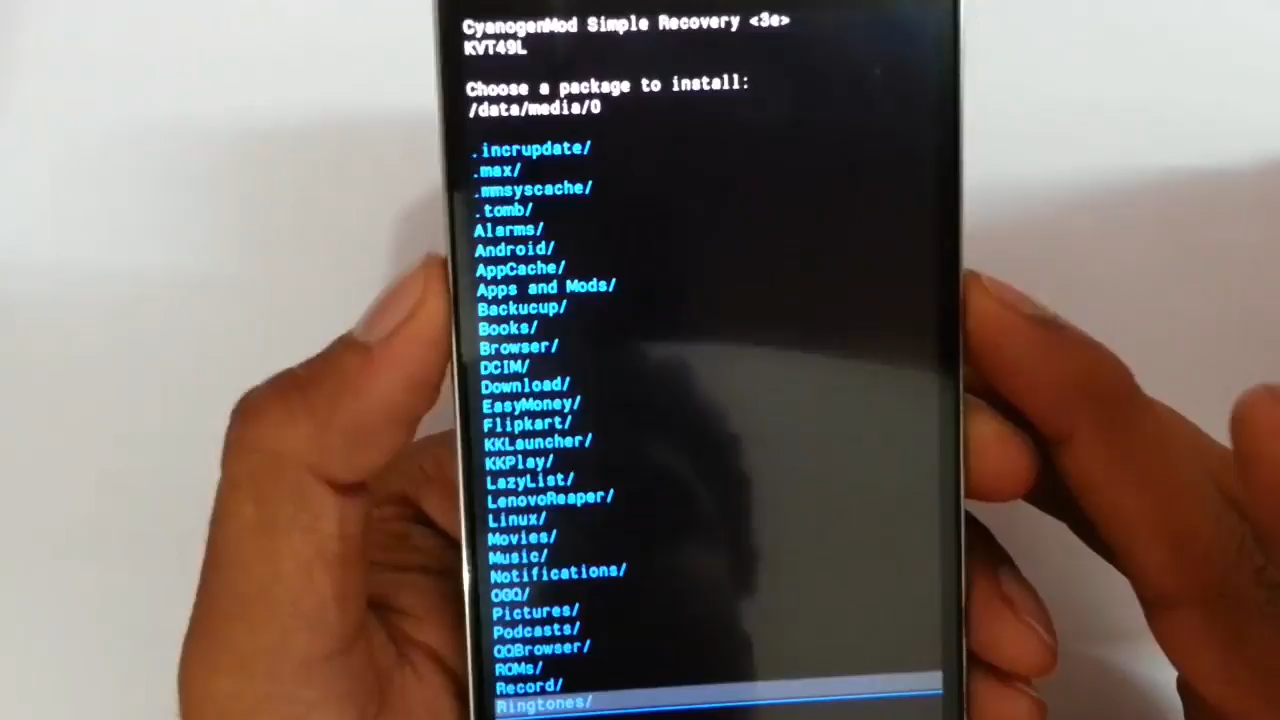 CyanogenMod Simple Recovery <3e>
KVT49L
Choose a package to install:
/data/media/0
.incrupdate/
.max/
.mmsyscache/
.tomb/
Alarms/
Android/
AppCache/
Apps and Mods/
Backucup/
Books/
Browser/
DCIM/
Download/
EasyMoney/
Flipkart/
KKLauncher/
KKPlay/
LazyList/
LenovoReaper/
Linux/
Movies/
Music/
Notifications/
OGQ/
Pictures/
Podcasts/
QQBrowser/
ROMs/
Record/
Ringtones/